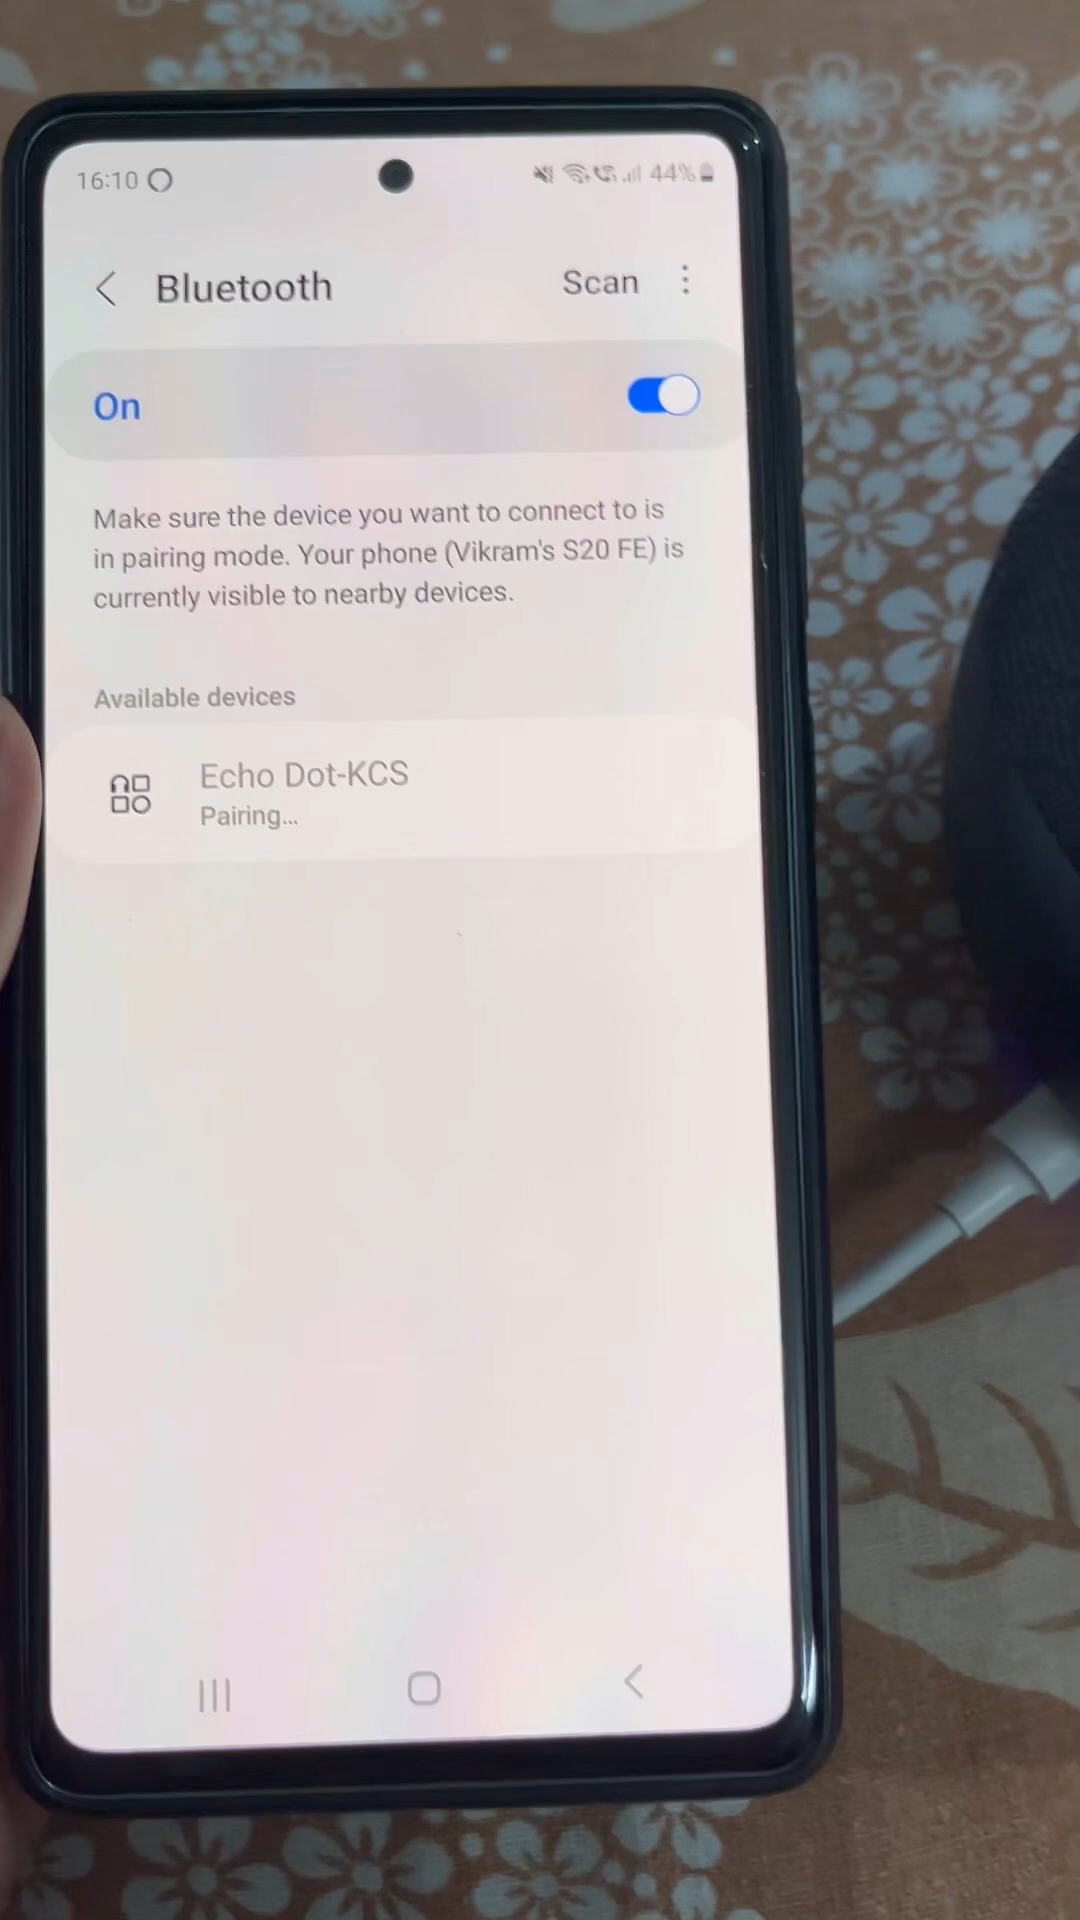 16:10
44%
Bluetooth
Scan
On
Make sure the device you want to connect to is
in pairing mode. Your phone (Vikram's S20 FE) is
currently visible to nearby devices.
Available devices
Echo Dot-KCS
Pairing...